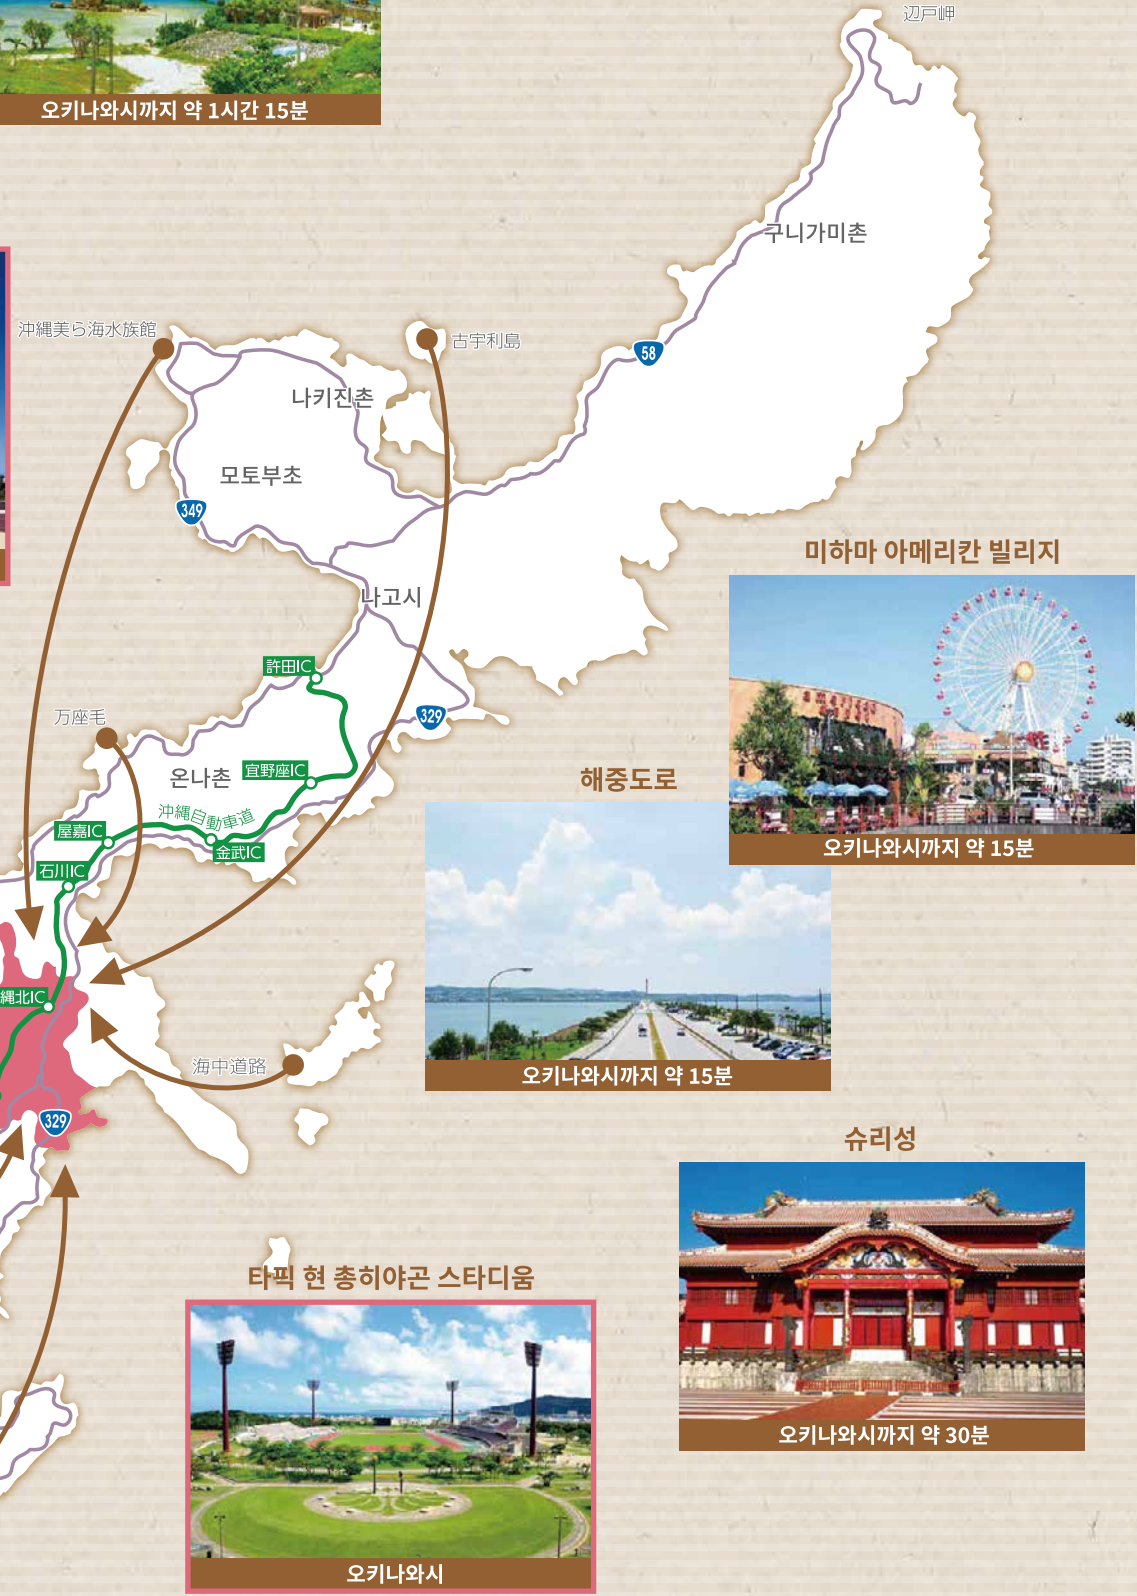 辺戸岬
오키나와시까지 약 1시간 15분
구니가미촌
沖縄美ら海水族館
古宇利島
58
나키진촌
모토부초
349
미하마 아메리칸 빌리지
나고시
許田IC
万座毛
329
온나촌
宜野座IC
해중도로
沖縄自動車道
屋嘉IC
金武IC
오키나와시까지 약 15분
石川IC
縄北IC
海中道路
오키나와시까지 약 15분
329
슈리성
타픽 현 총히야곤 스타디움
오키나와시까지 약 30분
오키나와시